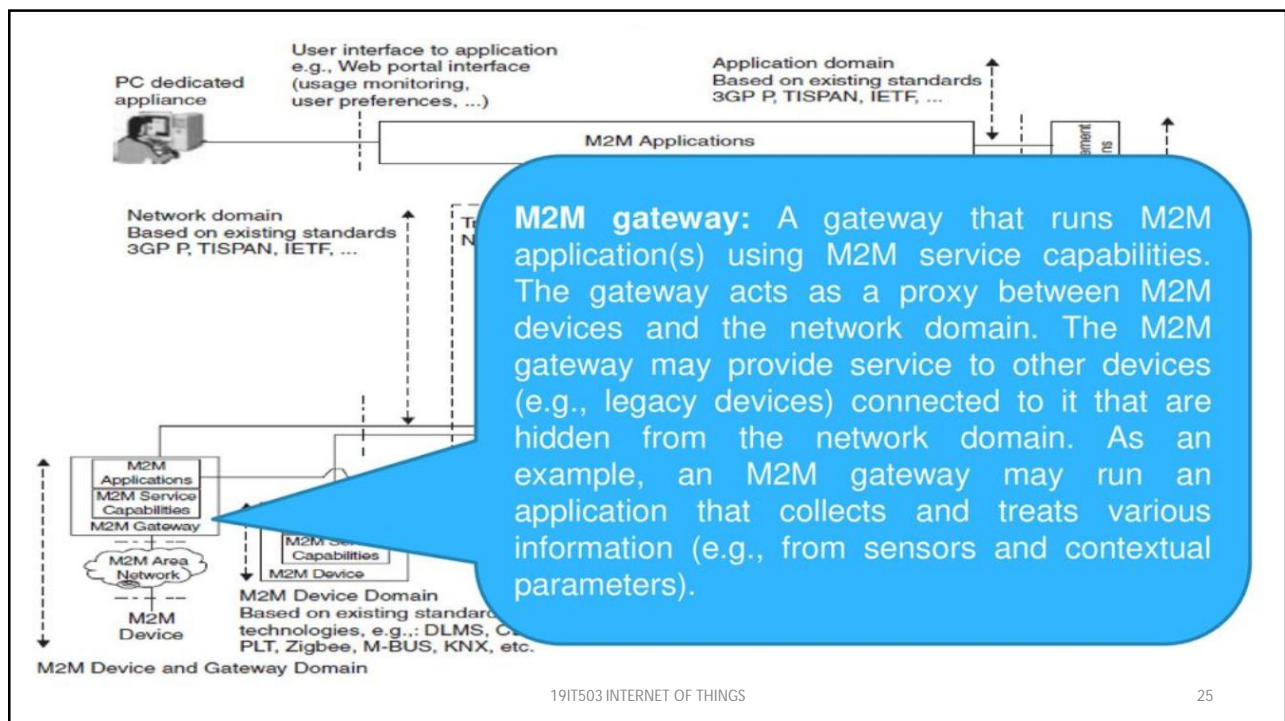 User interface to application
e.g., Web portal interface
(usage monitoring,
user preferences, ...)
PC dedicated
appliance
Application domain
Based on existing standards
3GP P, TISPAN, IETF, ...
M2M Applications
Network domain
Based on existing standards
3GP P, TISPAN, IETF, ...
M2M gateway: A gateway that runs M2M
application(s) using M2M service capabilities.
The gateway acts as a proxy between M2M
devices and the network domain. The M2M
gateway may provide service to other devices
(e.g., legacy devices) connected to it that are
hidden from the network domain. As an
example, an M2M gateway may run an
application that collects and treats various
information (e.g., from sensors and contextual
parameters).
M2M
Applications
M2M Service
Capabilities
M2M Gateway
M2M Area
Network
M2M
Device
M2M
Capabilities
M2M Device
M2M Device Domain
Based on existing
technologies, e.g.,: DLMS,
PLT, Zigbee, M-BUS, KNX, etc.
M2M Device and Gateway Domain
19IT503 INTERNET OF THINGS
25